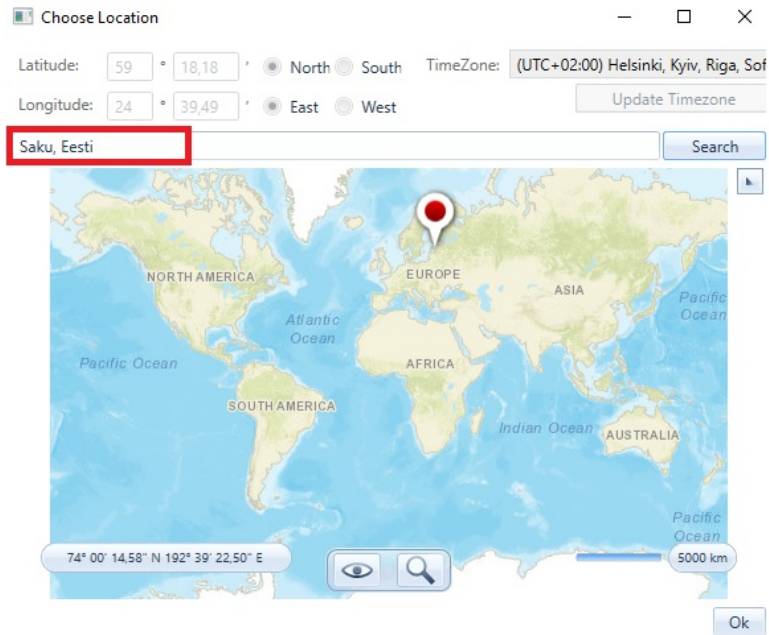 Choose Location
Latitude: 59 ° 18,18 ' North South TimeZone: (UTC+02:00) Helsinki, Kyiv, Riga, Sof
Longitude: 24 ° 39,49 ' East West Update Timezone
Saku, Eesti Search
NORTH AMERICA
EUROPE
ASIA
Pacific
Ocean
Atlantic
Ocean
Pacific Ocean
AFRICA
SOUTH AMERICA
Indian Ocean
AUSTRALIA
Pacific
Ocean
74° 00' 14,58" N 192° 39' 22,50" E
5000 km
Ok